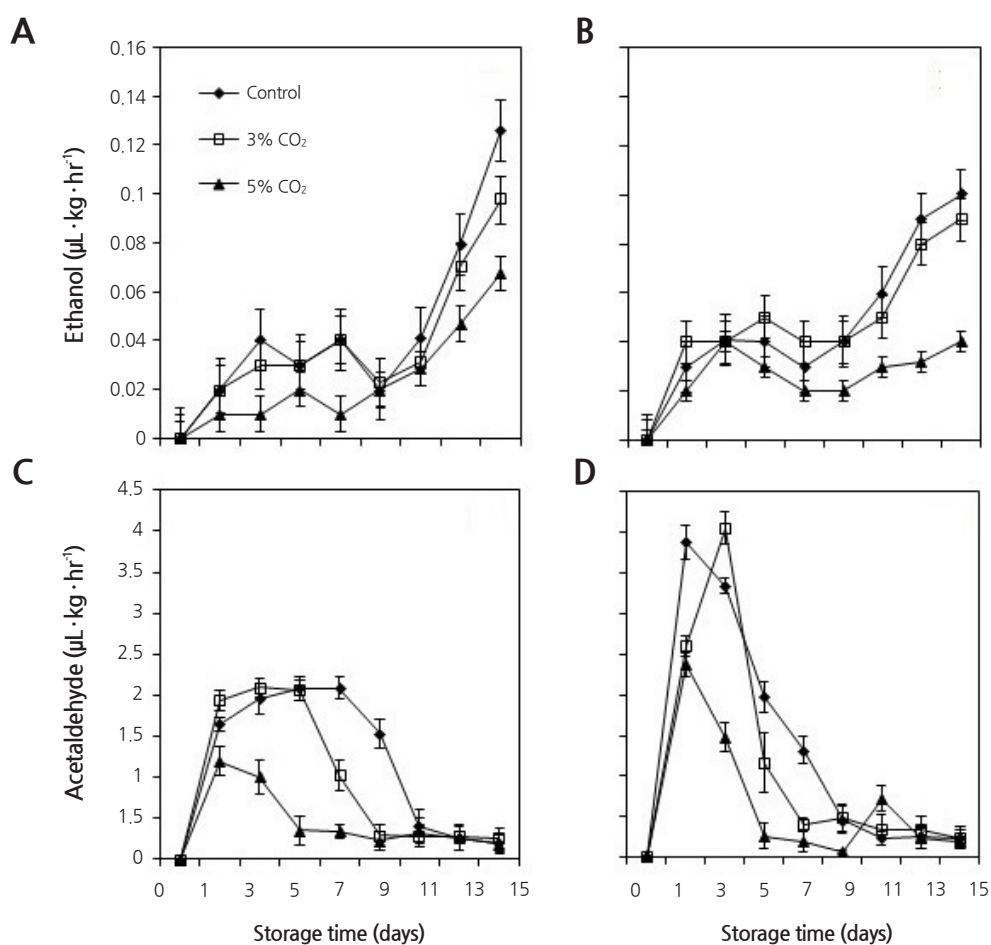 A
B
0.16
0.14
0.12
0.1
0.08
0.06
0.04
0.02
0
Control
3% CO₂
5% CO₂
Ethanol (µL·kg·hr⁻¹)
C
D
4.5
4
3.5
3
2.5
2
1.5
1
1.5
0
Acetaldehyde (µL·kg·hr⁻¹)
0 1 3 5 7 9 11 13 15
0 1 3 5 7 9 11 13 15
Storage time (days)
Storage time (days)